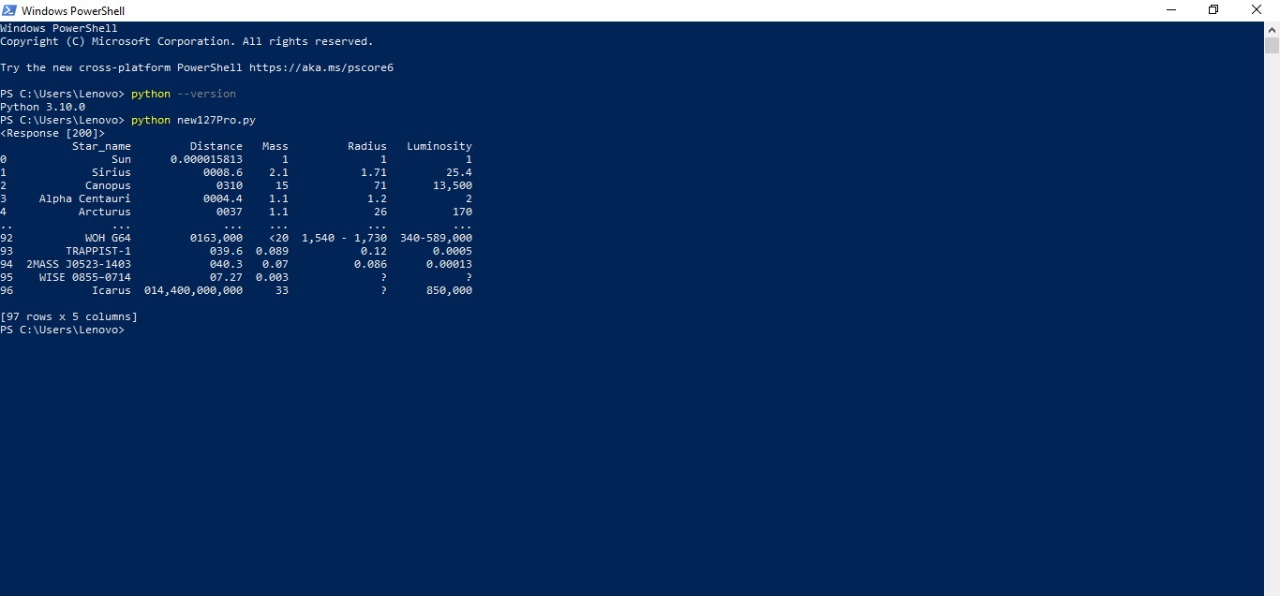 Windows PowerShell
Windows PowerShell
Copyright (C) Microsoft Corporation. All rights reserved.
Try the new cross-platform PowerShell https://aka.ms/pscore6
PS C:\Users\Lenovo> python --version
Python 3.10.0
PS C:\Users\Lenovo> python new127Pro.py
<Response [200]>
Star_name Distance Mass Radius Luminosity
0 Sun 0.000015813 1 1 1
1 Sirius 0008.6 2.1 1.71 25.4
2 Canopus 0310 15 71 13,500
3 Alpha Centauri 0004.4 1.1 1.2 2
4 Arcturus 0037 1.1 26 170
.. ... ... ... ... ...
92 WOH G64 0163,000 <20 1,540 - 1,730 340-589,000
93 TRAPPIST-1 039.6 0.089 0.12 0.0005
94 2MASS J0523-1403 040.3 0.07 0.086 0.00013
95 WISE 0855−0714 07.27 0.003 ? ?
96 Icarus 014,400,000,000 33 ? 850,000
[97 rows x 5 columns]
PS C:\Users\Lenovo>